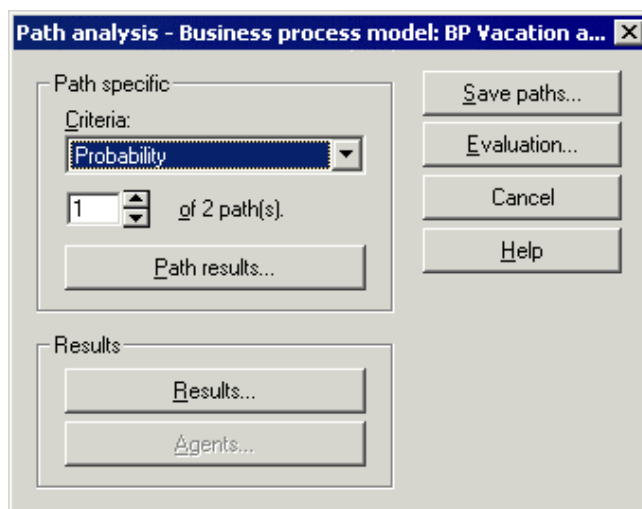 Path analysis - Business process model: BP Vacation a...
Path specific
Criteria:
Probability
1 of 2 path(s).
Path results...
Results
Results...
Agents...
Save paths...
Evaluation...
Cancel
Help